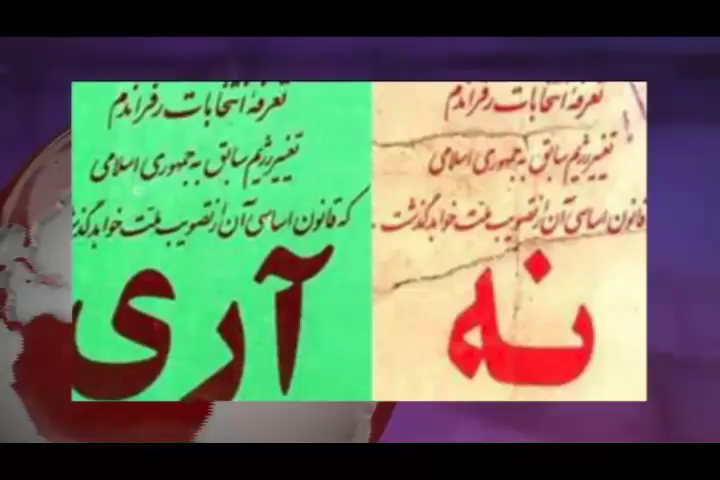 تعرفهٔ انتخابات رفراندم
تغییر رژیم سابق به جمهوری اسلامی
قانون اساسی آن از تصویب ملت خواهد گذشت .
نه
تعرفهٔ انتخابات رفراندم
تغییر رژیم سابق به جمهوری اسلامی
که قانون اساسی آن از تصویب ملت خواهد گذشت
آری